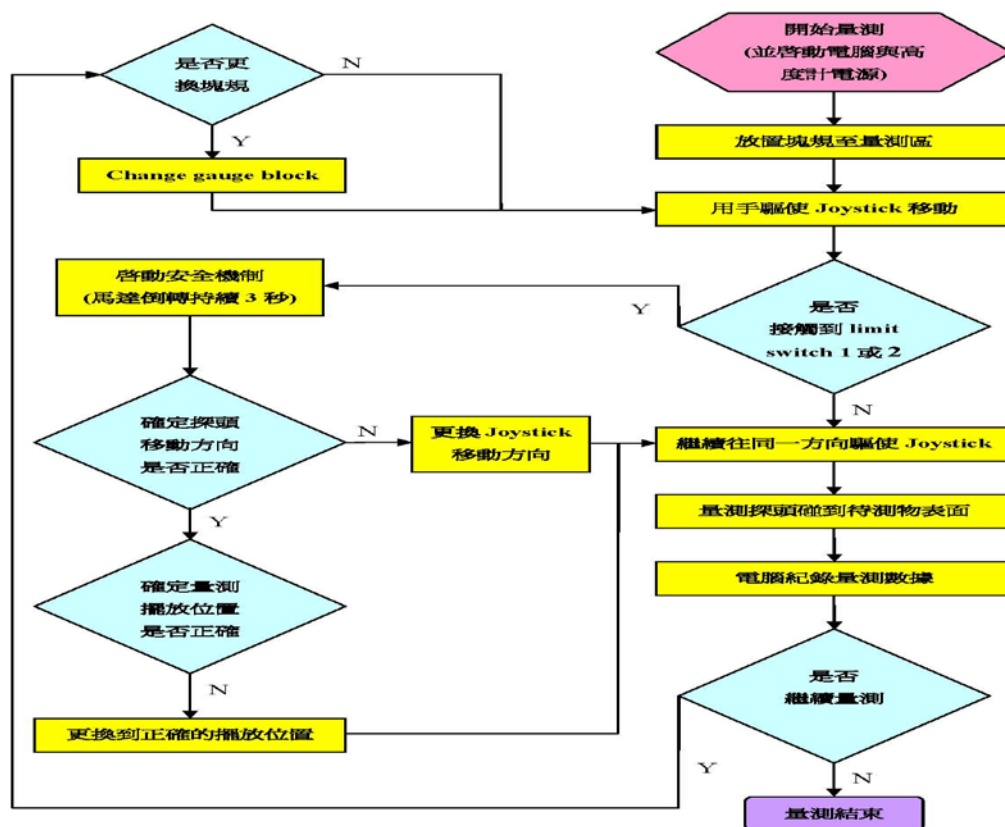 開始量測
(並啓動電腦與高
度計電源)
放置塊規至量測區
用手驅使 Joystick 移動
是否
接觸到 limit
switch 1 或 2
Y
N
繼續往同一方向驅使 Joystick
量測探頭碰到待測物表面
電腦紀錄量測數據
是否
繼續量測
Y
N
量測結束
是否更
換塊規
N
Y
Change gauge block
啓動安全機制
(馬達倒轉持續 3 秒)
確定探頭
移動方向
是否正確
N
更換 Joystick
移動方向
Y
確定量測
擺放位置
是否正確
N
更換到正確的擺放位置